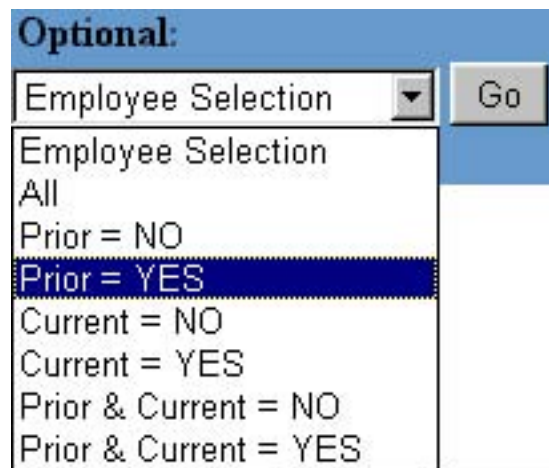 Optional:
Employee Selection Go
Employee Selection
All
Prior = NO
Prior = YES
Current = NO
Current = YES
Prior & Current = NO
Prior & Current = YES